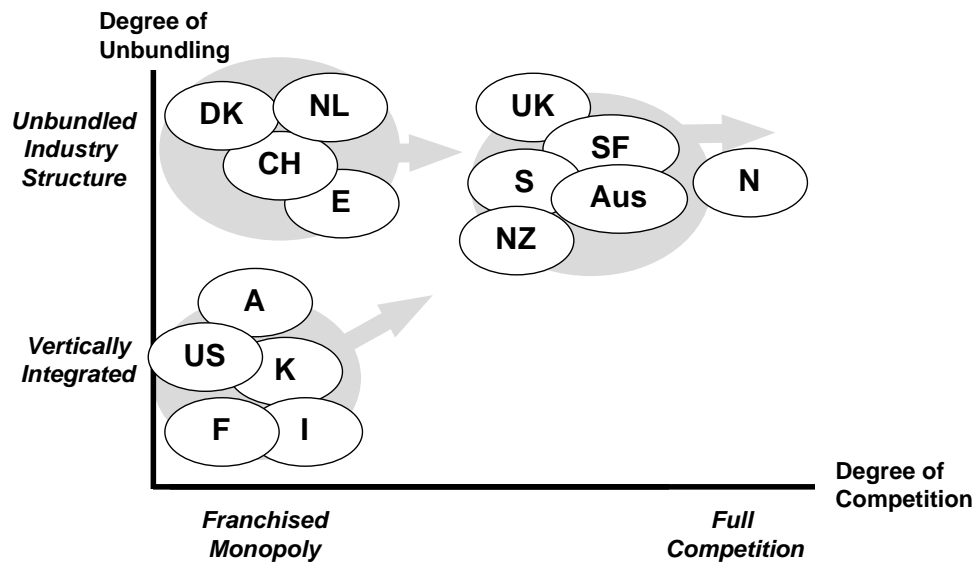 Degree of
Unbundling
Unbundled
Industry
Structure
DK
NL
CH
E
UK
SF
S
Aus
N
NZ
A
Vertically
Integrated
US
K
F
I
Degree of
Competition
Franchised
Monopoly
Full
Competition